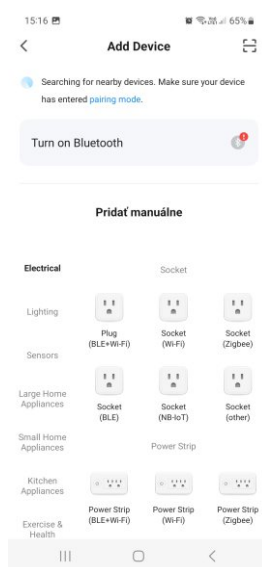 15:16 65%
Add Device
Searching for nearby devices. Make sure your device
has entered pairing mode.
Turn on Bluetooth
Pridať manuálne
Electrical
Socket
Lighting
Plug
(BLE+Wi-Fi)
Socket
(Wi-Fi)
Socket
(Zigbee)
Sensors
Large Home
Appliances
Socket
(BLE)
Socket
(NB-IoT)
Socket
(other)
Small Home
Appliances
Power Strip
Kitchen
Appliances
Power Strip
(BLE+Wi-Fi)
Power Strip
(Wi-Fi)
Power Strip
(Zigbee)
Exercise &
Health